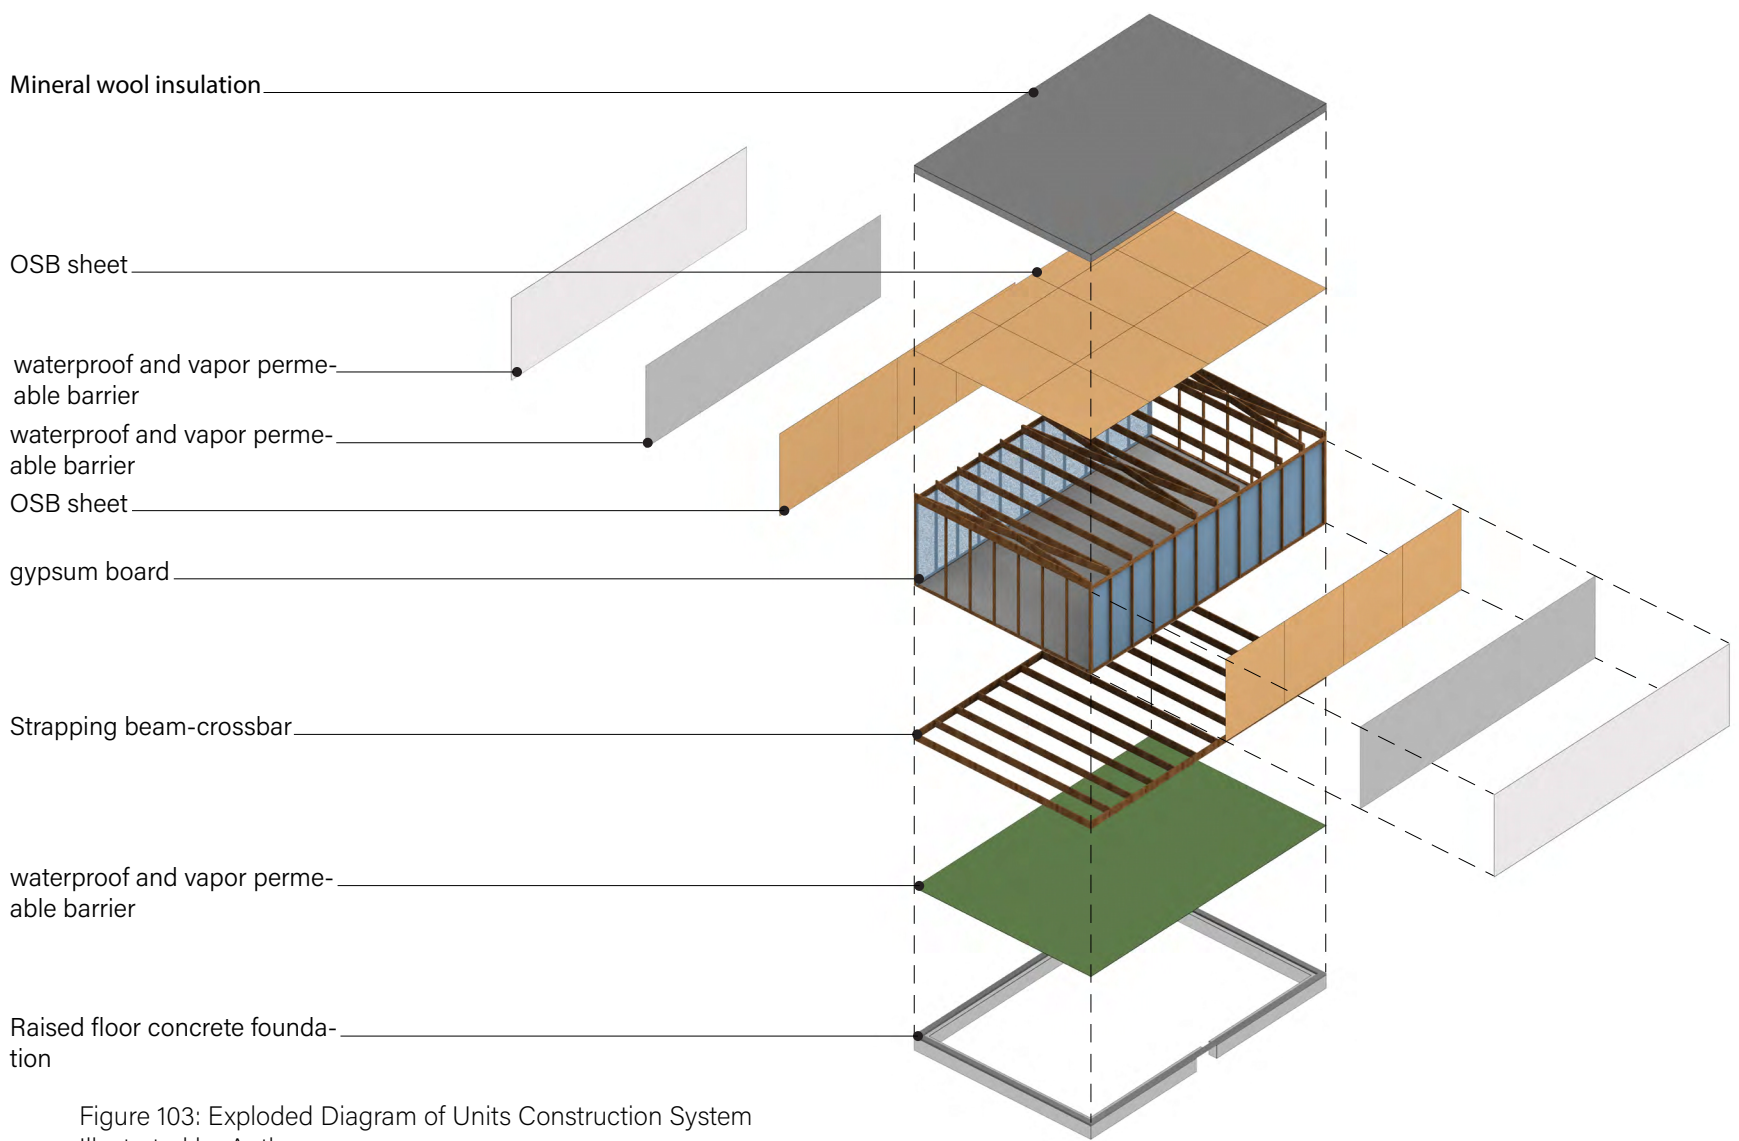 Mineral wool insulation
OSB sheet
waterproof and vapor perme-
able barrier
waterproof and vapor perme-
able barrier
OSB sheet
gypsum board
Strapping beam-crossbar
waterproof and vapor perme-
able barrier
Raised floor concrete founda-
tion
Figure 103: Exploded Diagram of Units Construction System